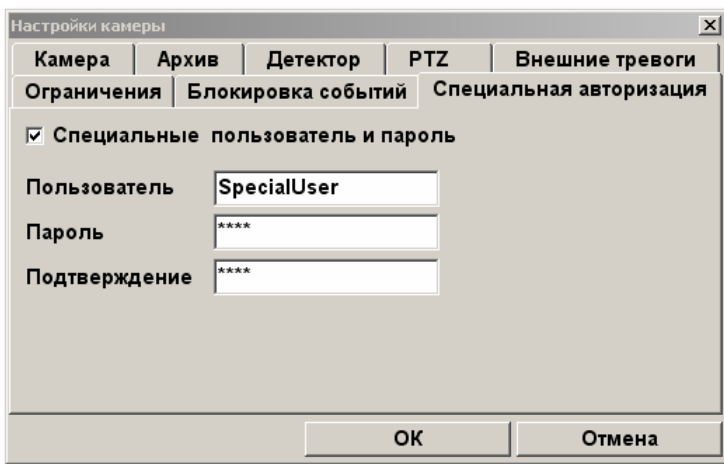 Настройки камеры
Камера Архив Детектор PTZ Внешние тревоги
Ограничения Блокировка событий Специальная авторизация
Специальные пользователь и пароль
Пользователь SpecialUser
Пароль ****
Подтверждение ****
ОК Отмена